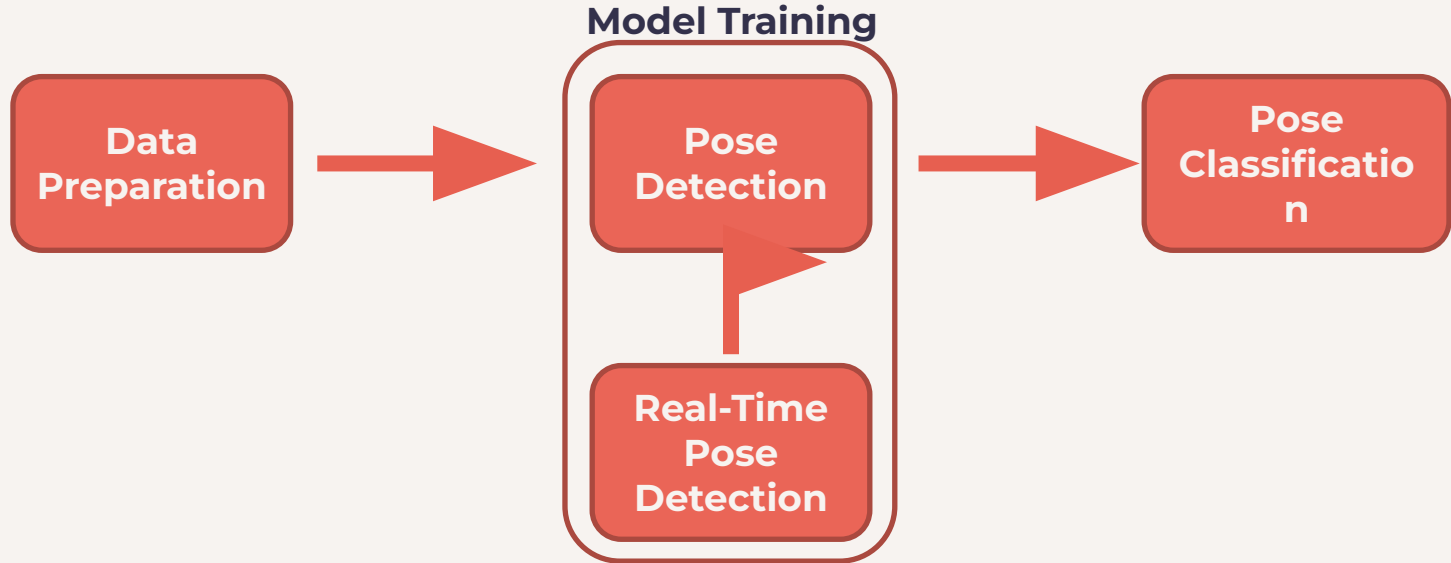 Model Training
Data
Preparation
Pose
Detection
Pose
Classificatio
n
Real-Time
Pose
Detection